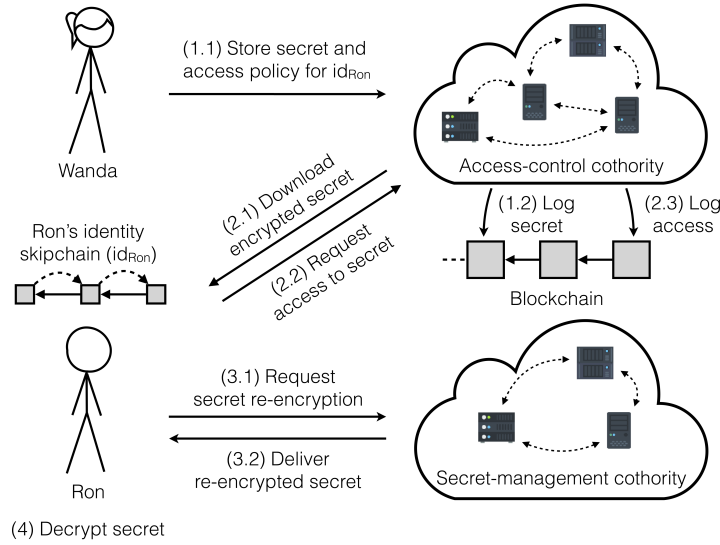 (1.1) Store secret and
access policy for idRon
Wanda
Access-control cothority
(2.1) Download
encrypted secret
(2.2) Request
access to secret
(1.2) Log
secret
(2.3) Log
access
Ron's identity
skipchain (idRon)
Blockchain
(3.1) Request
secret re-encryption
(3.2) Deliver
re-encrypted secret
Secret-management cothority
Ron
(4) Decrypt secret